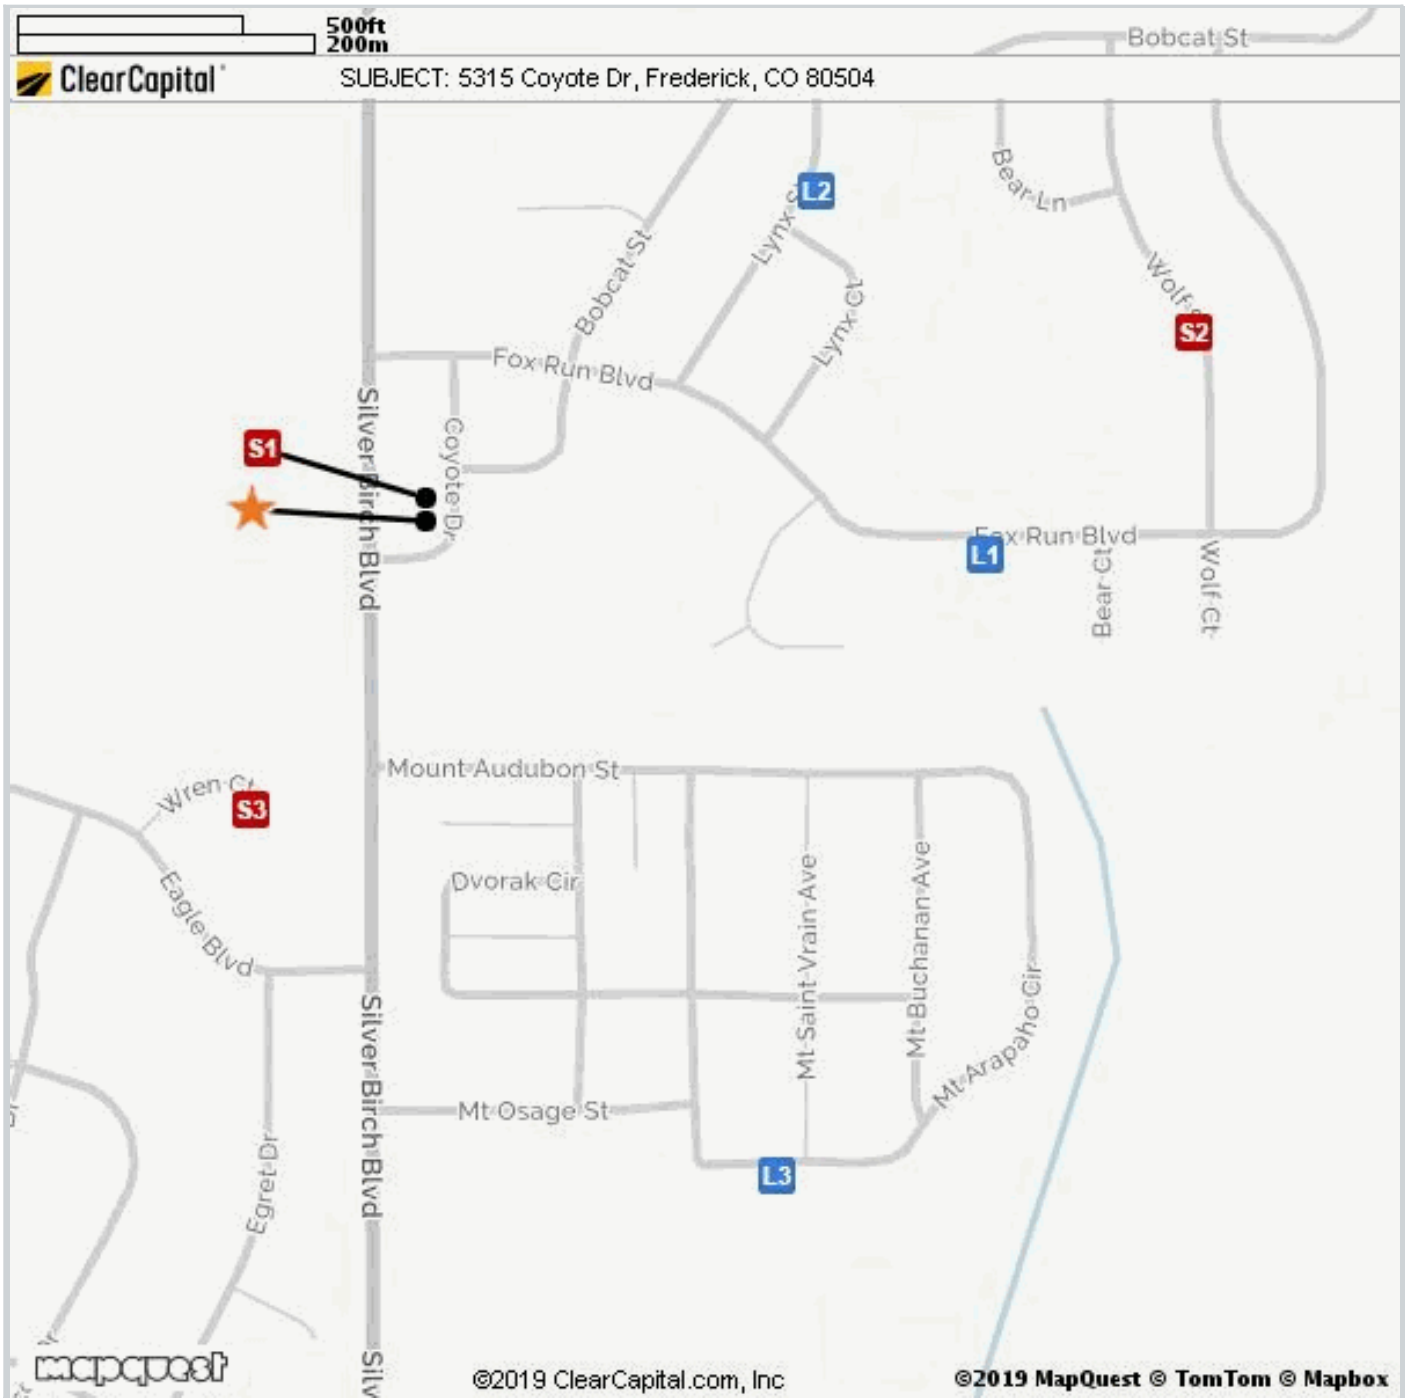 500ft
200m
Bobcat St
ClearCapital
SUBJECT: 5315 Coyote Dr, Frederick, CO 80504
Bear Ln
L2
Lynx
Bobcat St
Wolf
Lynx Ct
S2
Fox Run Blvd
Silver Birch Blvd
Coyote Dr
S1
Fox Run Blvd
L1
Bear Ct
Wolf Ct
Mount Audubon St
Wren Ct
S3
Dvorak Cir
Eagle Blvd
Mt Saint Vrain Ave
Mt Buchanan Ave
Mt Arapaho Cir
Silver Birch Blvd
Mt Osage St
Egret Dr
L3
Silv
mapquest
©2019 ClearCapital.com, Inc
©2019 MapQuest © TomTom © Mapbox